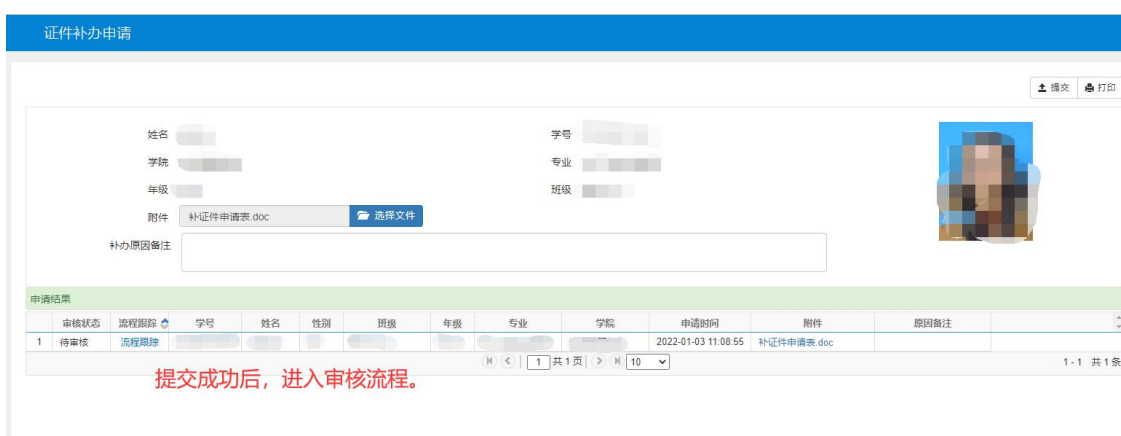 证件补办申请
提交 打印
姓名 学号
学院 专业
年级 班级
附件 补证件申请表.doc 选择文件
补办原因备注
申请结果
审核状态 流程跟踪 学号 姓名 性别 班级 年级 专业 学院 申请时间 附件 原因备注
1 待审核 流程跟踪 2022-01-03 11:08:55 补证件申请表.doc
1 共1页 10 1 - 1 共1条
提交成功后，进入审核流程。